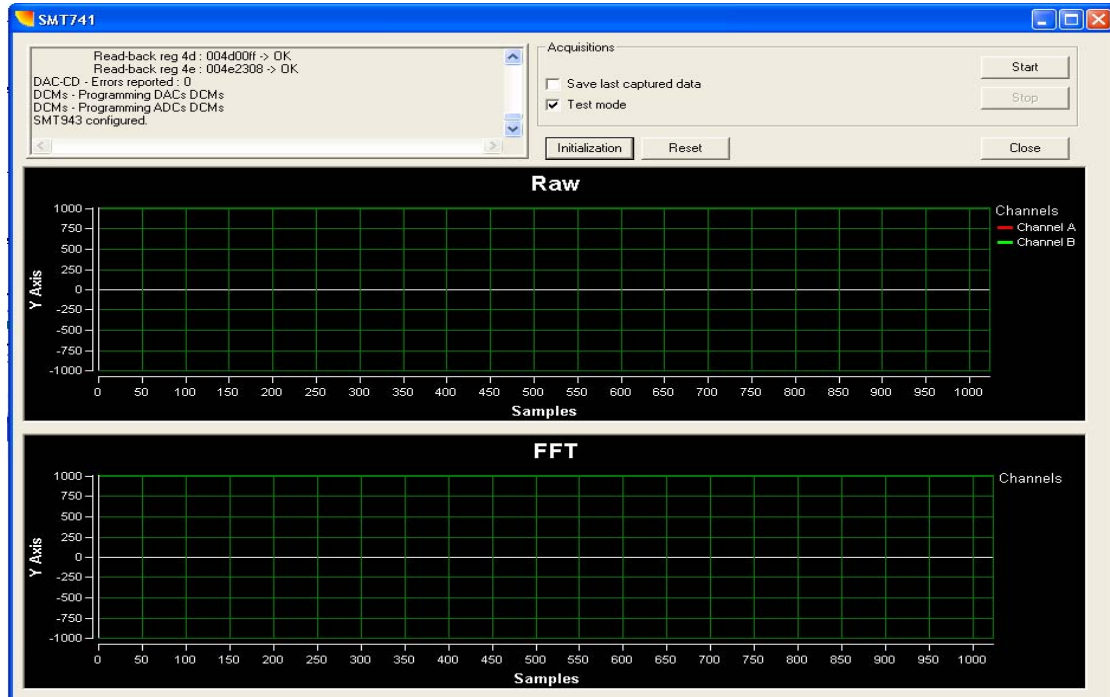 SMT741
Read-back reg 4d : 004d00ff -> OK
Read-back reg 4e : 004e2308 -> OK
DAC-CD - Errors reported : 0
DCMs - Programming DACs DCMs
DCMs - Programming ADCs DCMs
SMT943 configured.
Acquisitions
Save last captured data
Test mode
Start
Stop
Initialization
Reset
Close
Raw
1000
750
500
250
0
-250
-500
-750
-1000
Y Axis
0 50 100 150 200 250 300 350 400 450 500 550 600 650 700 750 800 850 900 950 1000
Samples
Channels
Channel A
Channel B
FFT
1000
750
500
250
0
-250
-500
-750
-1000
Y Axis
0 50 100 150 200 250 300 350 400 450 500 550 600 650 700 750 800 850 900 950 1000
Samples
Channels